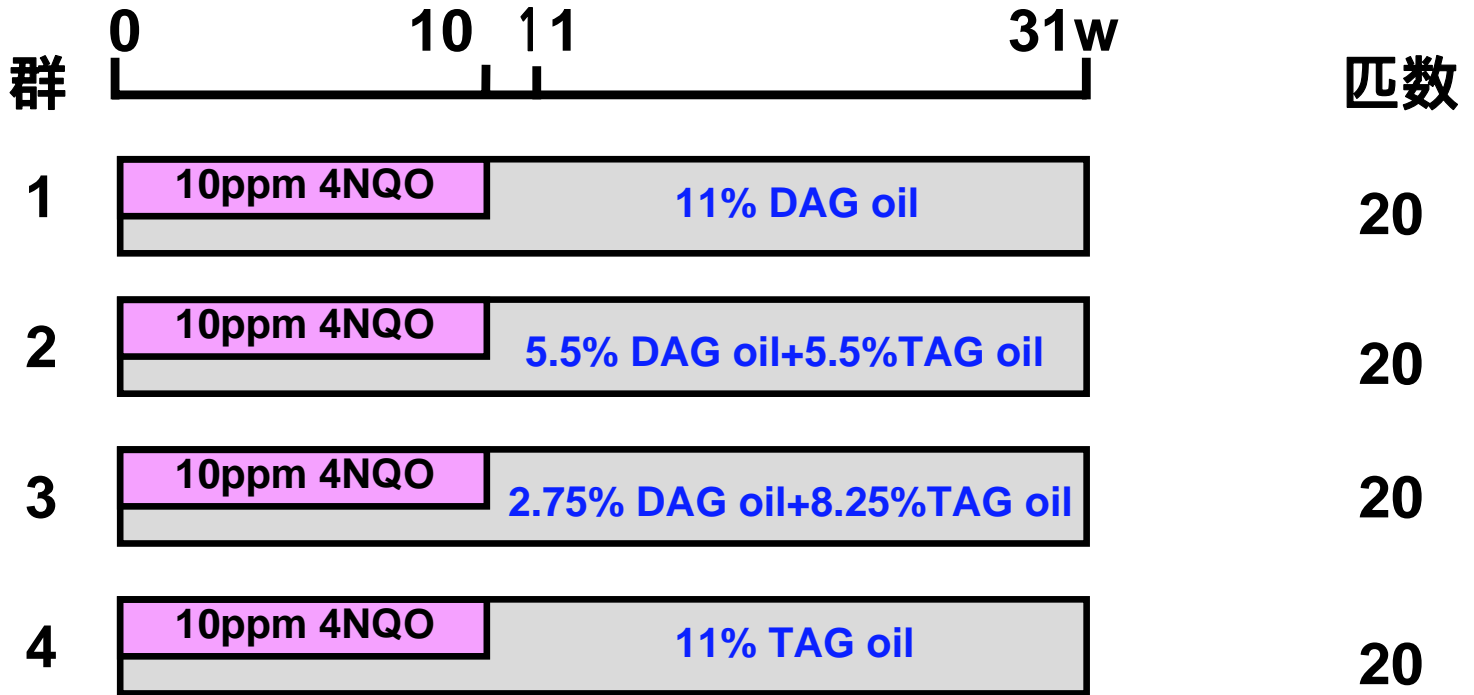 0 10 11 31w
群 匹数
1 10ppm 4NQO 11% DAG oil 20
2 10ppm 4NQO 5.5% DAG oil+5.5%TAG oil 20
3 10ppm 4NQO 2.75% DAG oil+8.25%TAG oil 20
4 10ppm 4NQO 11% TAG oil 20